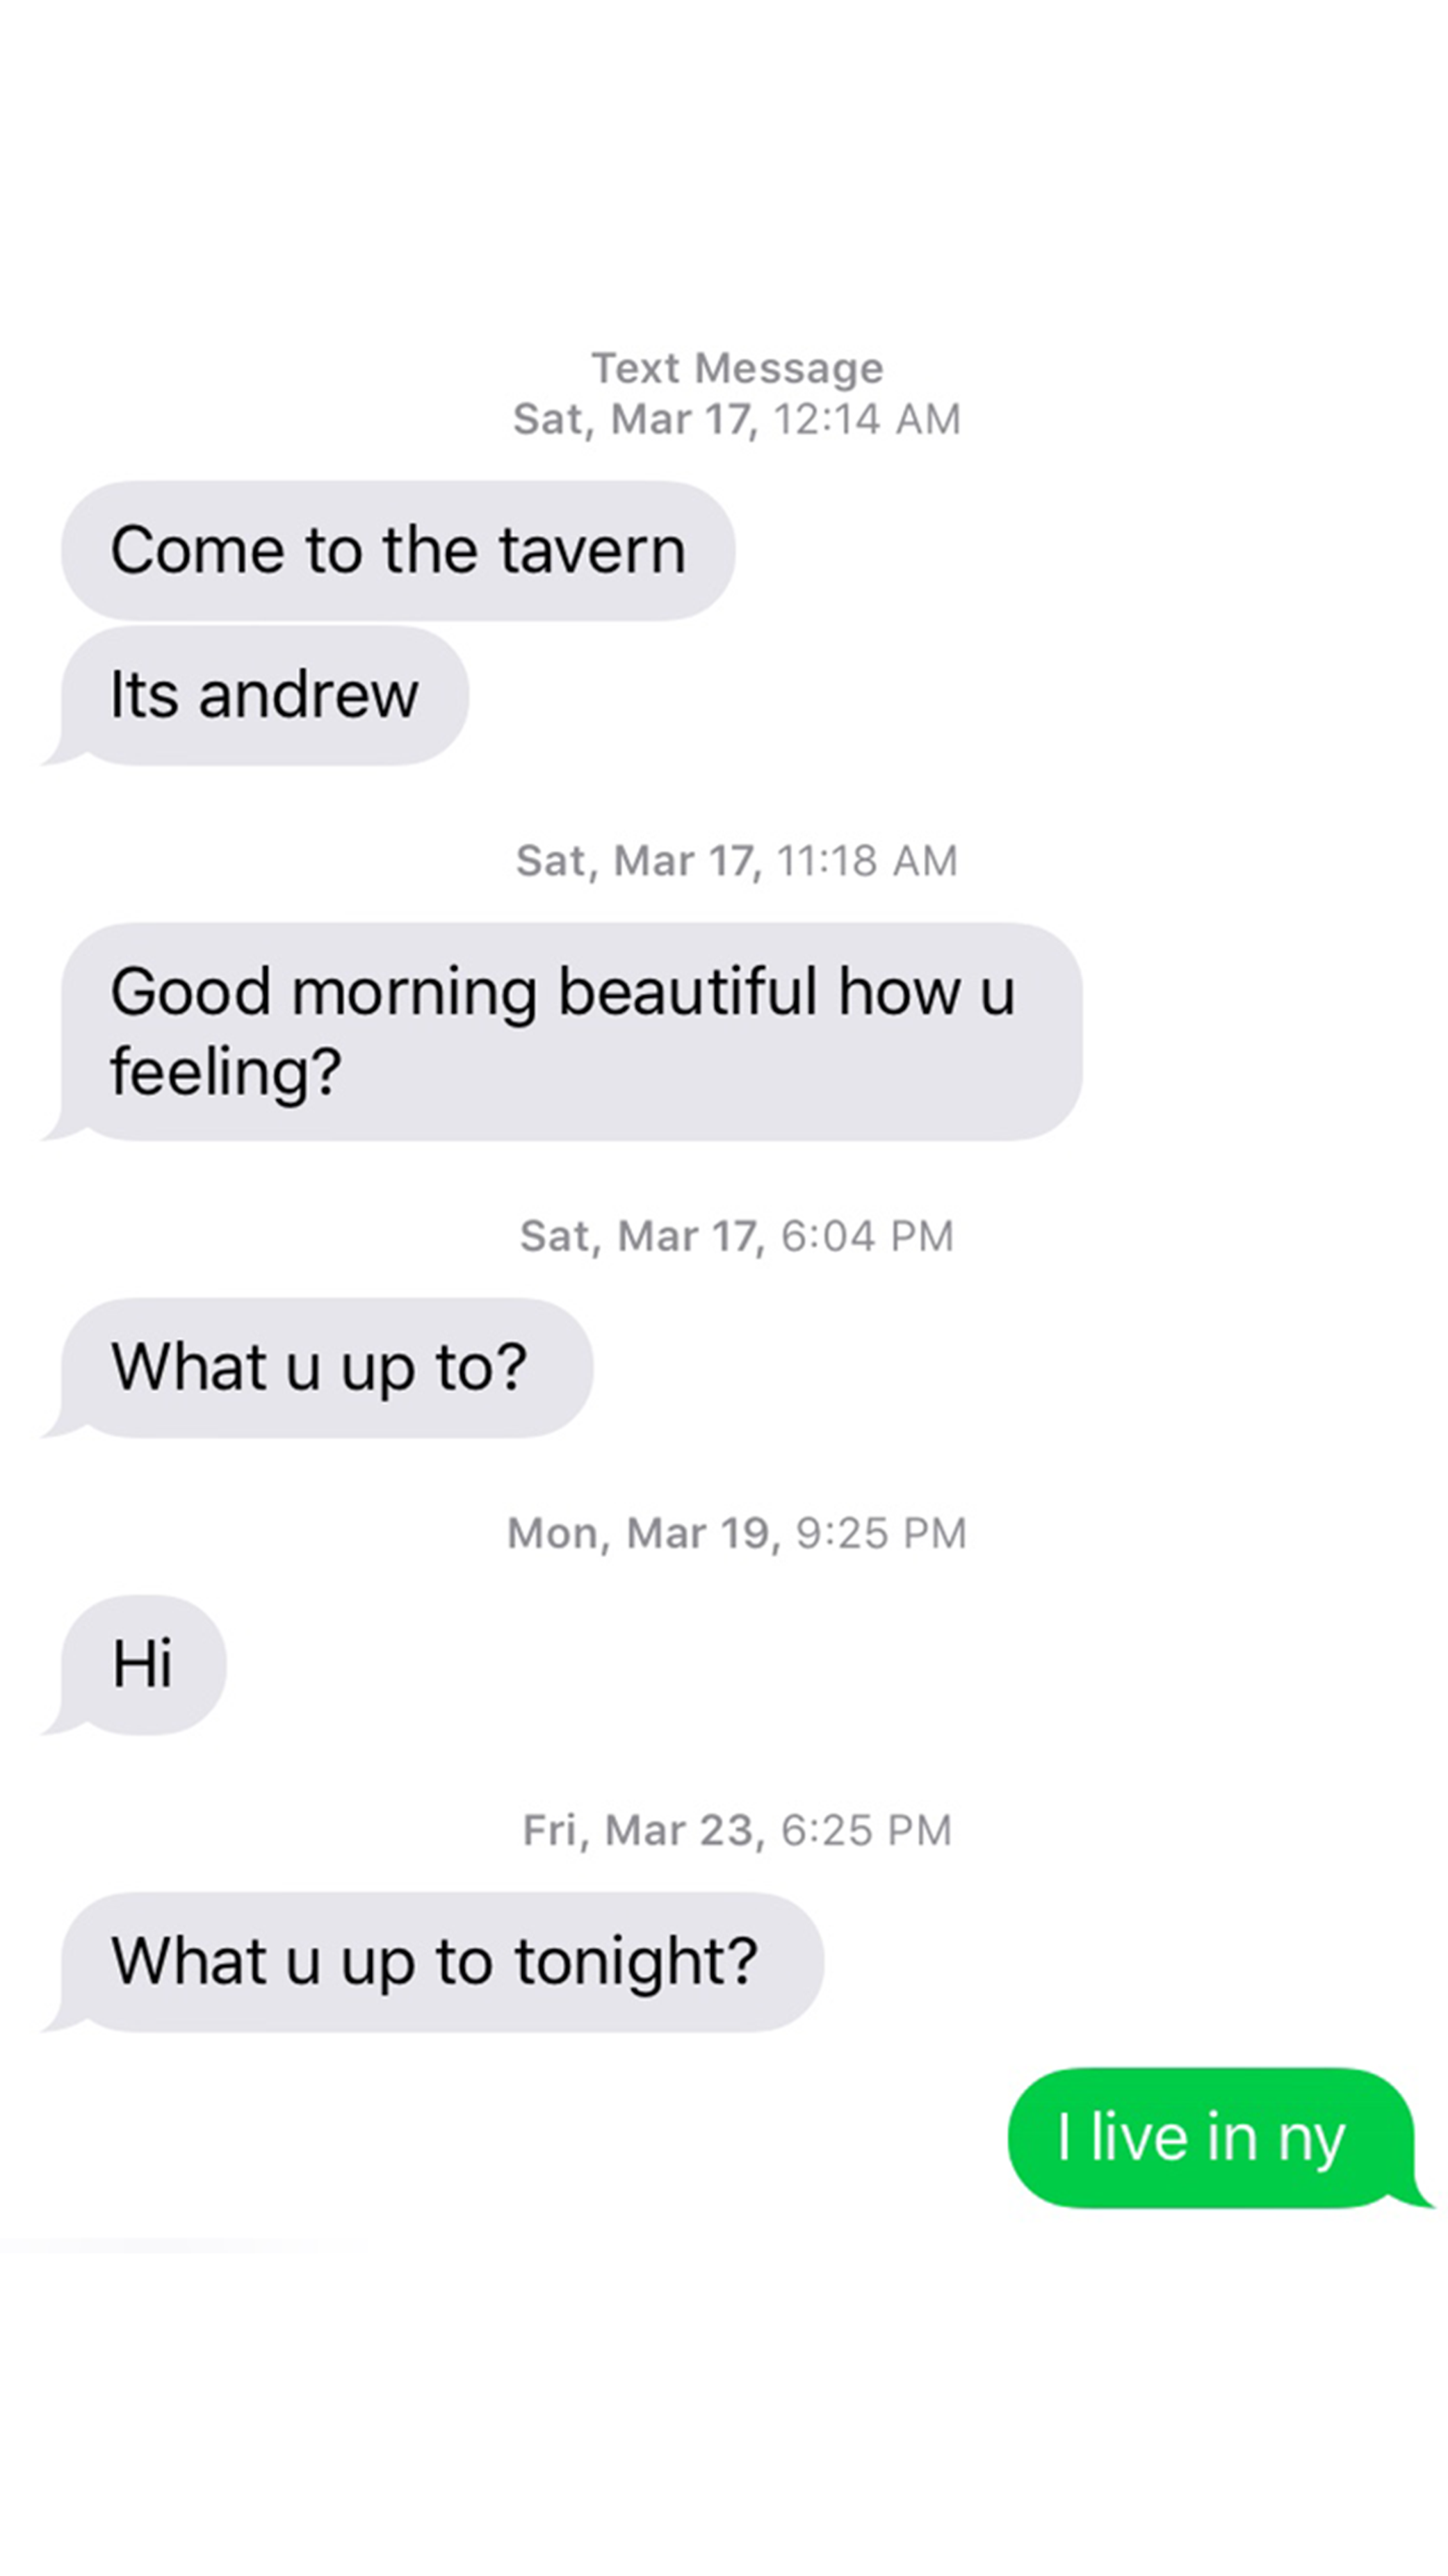 Text Message
Sat, Mar 17, 12:14 AM
Come to the tavern
Its andrew
Sat, Mar 17, 11:18 AM
Good morning beautiful how u
feeling?
Sat, Mar 17, 6:04 PM
What u up to?
Mon, Mar 19, 9:25 PM
Hi
Fri, Mar 23, 6:25 PM
What u up to tonight?
I live in ny